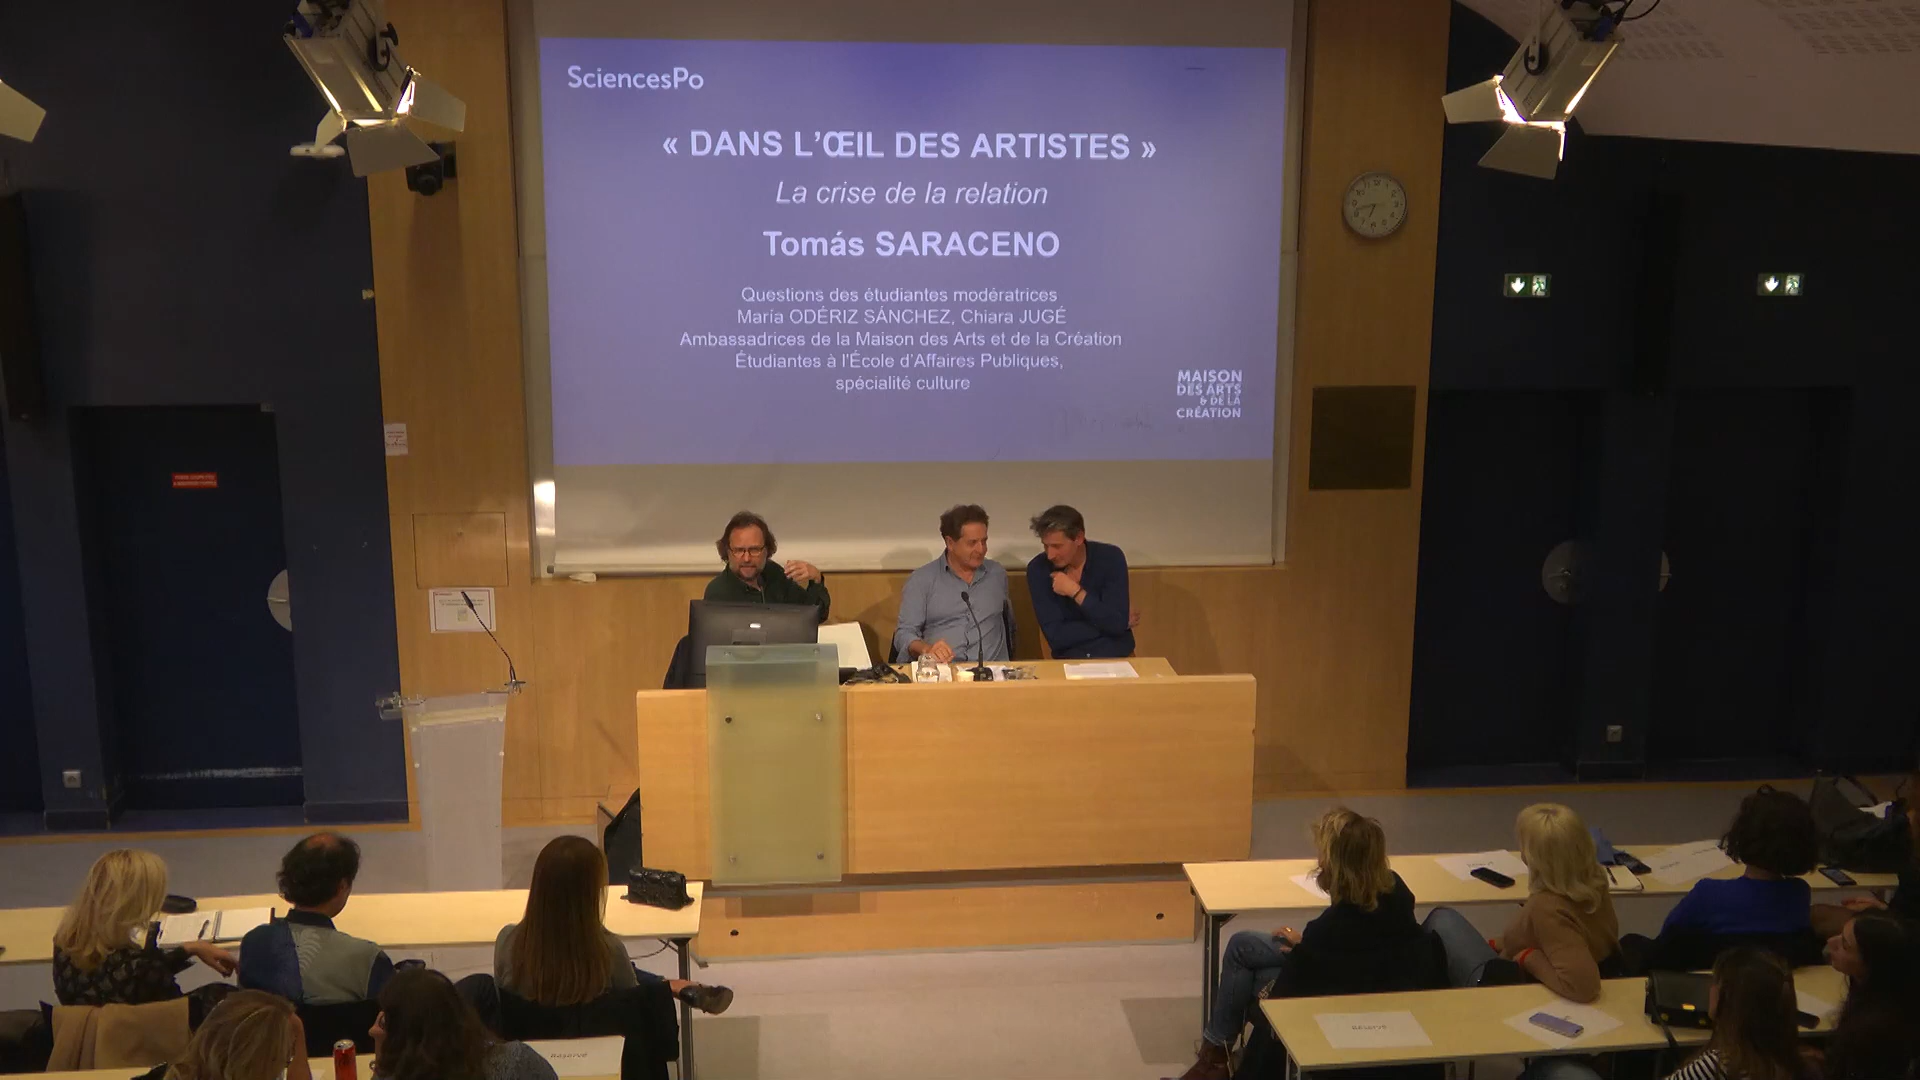 SciencesPo
« DANS L'ŒIL DES ARTISTES »
La crise de la relation
Tomás SARACENO
Questions des étudiantes modératrices
María ODÉRIZ SÁNCHEZ, Chiara JUGÉ
Ambassadrices de la Maison des Arts et de la Création
Étudiantes à l'École d'Affaires Publiques,
spécialité culture
MAISON
DES ARTS
& DE LA
CRÉATION
RÉSERVÉ
RÉSERVÉ